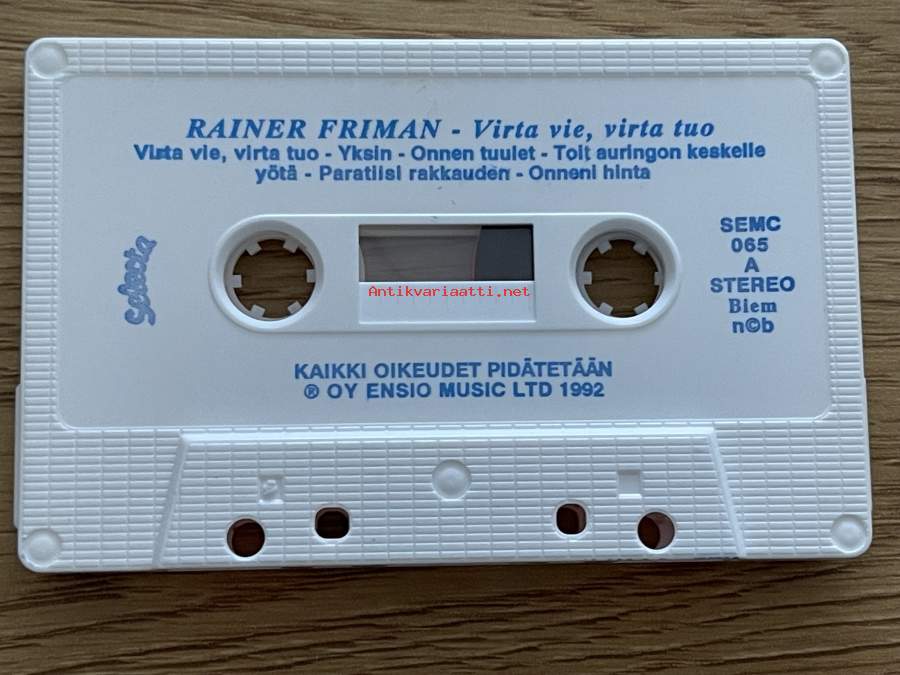 RAINER FRIMAN - Virta vie, virta tuo
Virta vie, virta tuo - Yksin - Onnen tuulet - Toit auringon keskelle
yötä - Paratiisi rakkauden - Onneni hinta
Selecta
SEMC
065
A
STEREO
Biem
n©b
Antikvariaatti.net
KAIKKI OIKEUDET PIDÄTETÄÄN
® OY ENSIO MUSIC LTD 1992